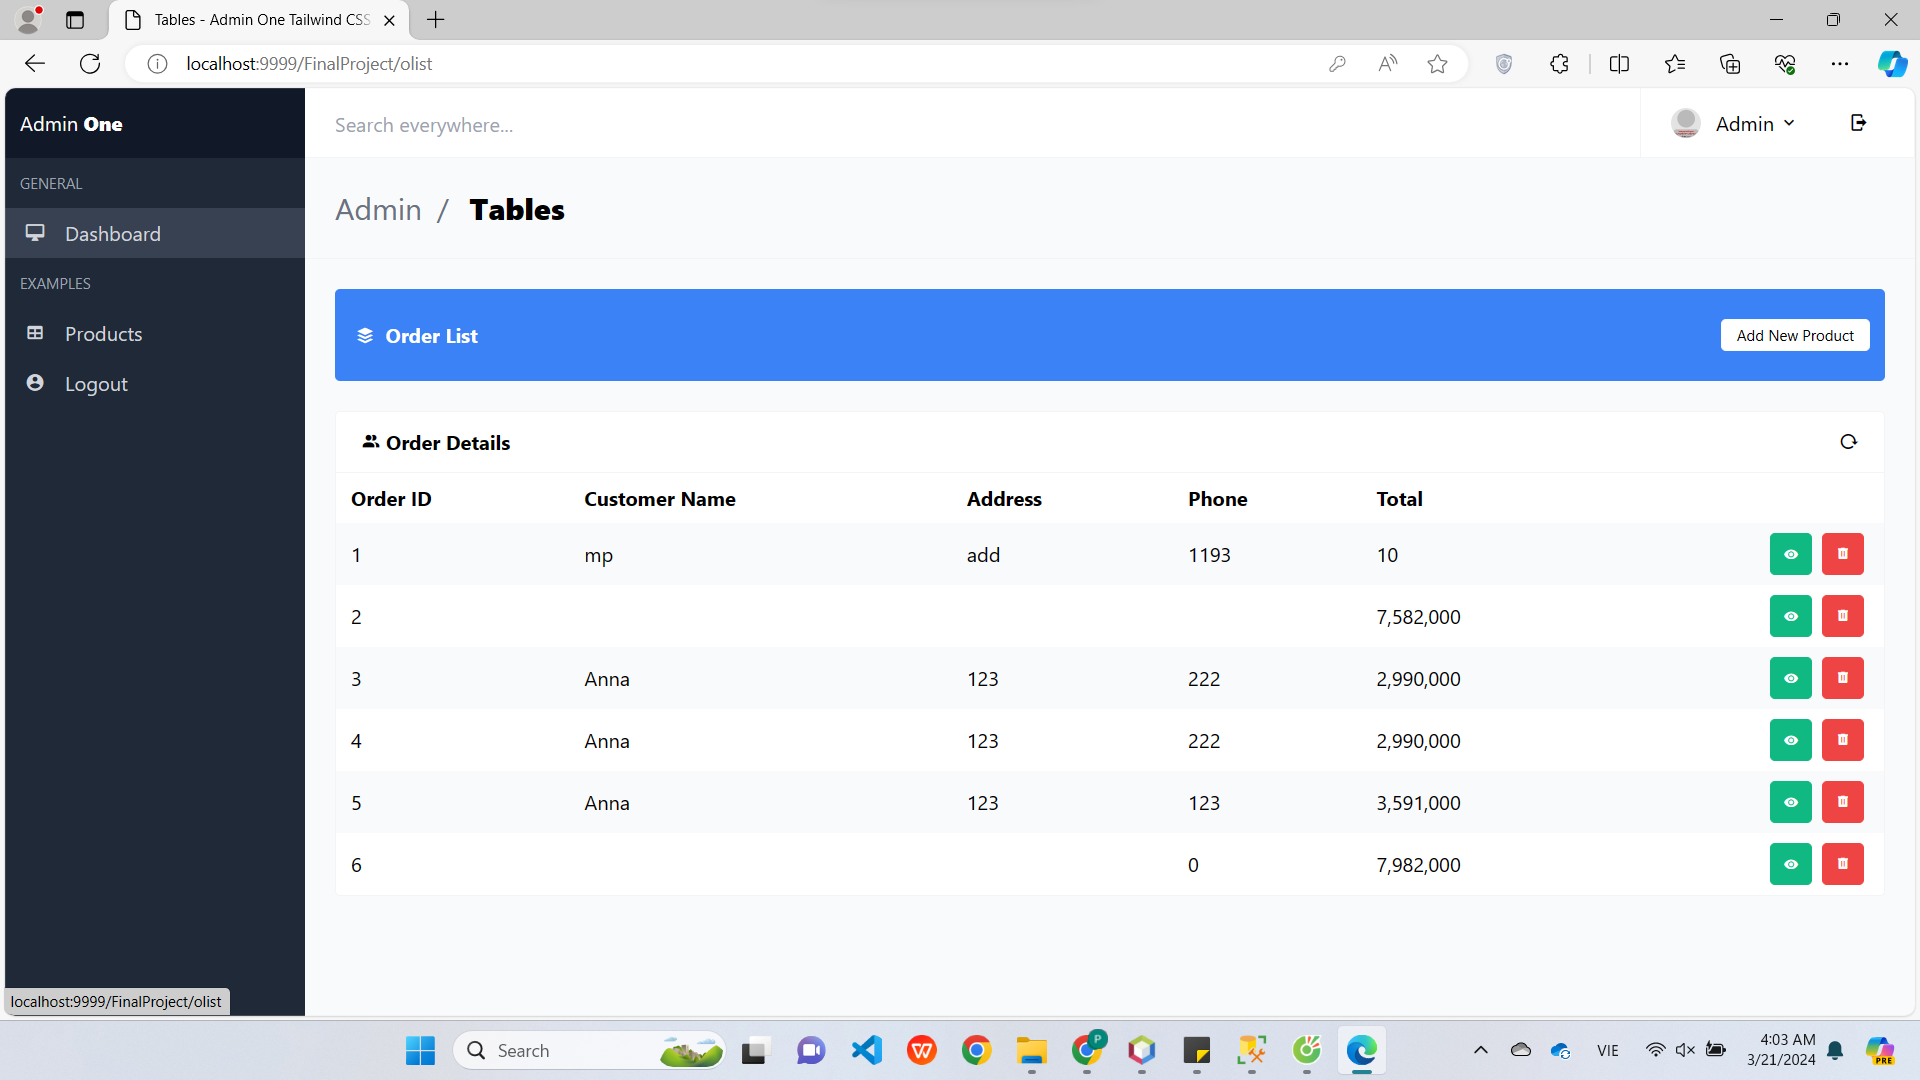 Tables - Admin One Tailwind CSS
localhost:9999/FinalProject/olist
Admin One
Search everywhere...
Admin
GENERAL
Dashboard
EXAMPLES
Products
Logout
Admin / Tables
Order List
Add New Product
Order Details
Order ID Customer Name Address Phone Total
1 mp add 1193 10
2 7,582,000
3 Anna 123 222 2,990,000
4 Anna 123 222 2,990,000
5 Anna 123 123 3,591,000
6 0 7,982,000
localhost:9999/FinalProject/olist
Search
P
VIE
4:03 AM
3/21/2024
PRE